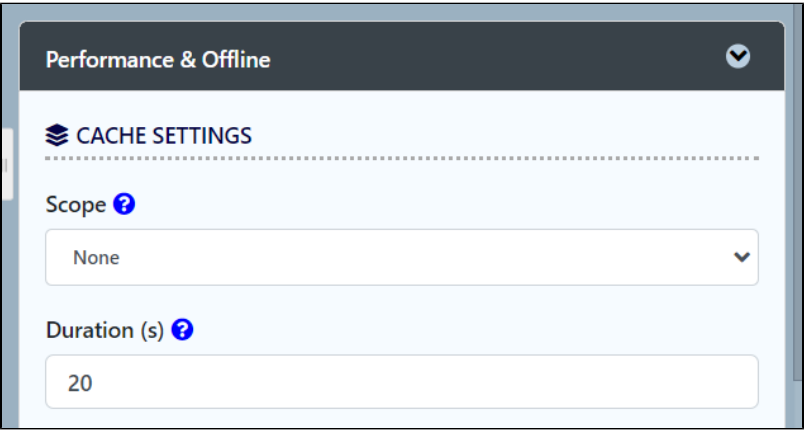 Performance & Offline
CACHE SETTINGS
Scope
None
Duration (s)
20